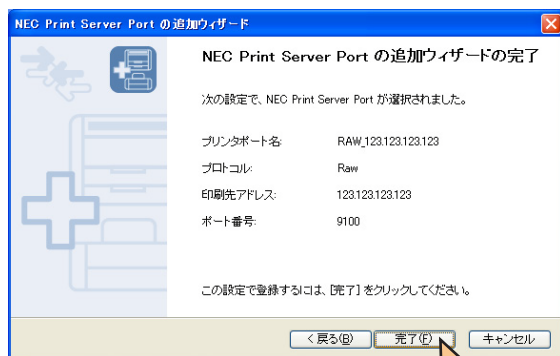 NEC Print Server Port の追加ウィザード
NEC Print Server Port の追加ウィザードの完了
次の設定で、NEC Print Server Port が選択されました。
プリンタポート名: RAW_123.123.123.123
プロトコル: Raw
印刷先アドレス: 123.123.123.123
ポート番号: 9100
この設定で登録するには、[完了] をクリックしてください。
< 戻る(B) 完了(F) キャンセル